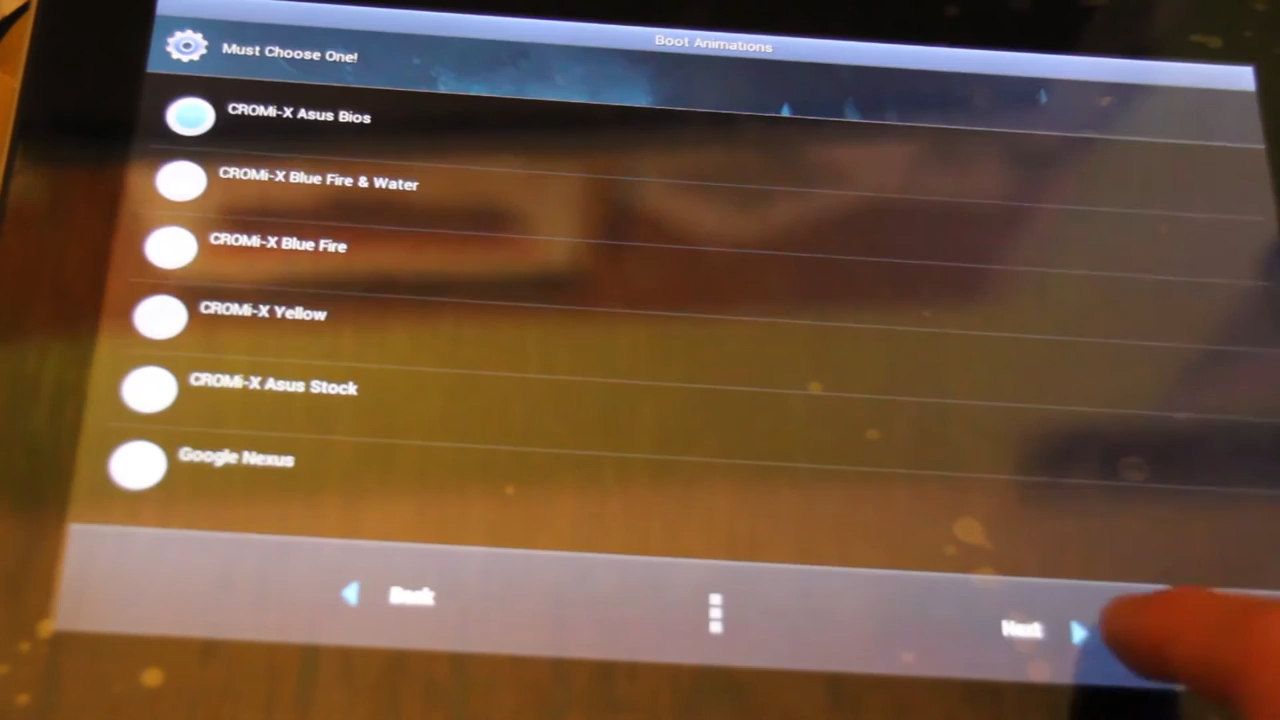 Boot Animations
Must Choose One!
CROMi-X Asus Bios
CROMi-X Blue Fire & Water
CROMi-X Blue Fire
CROMi-X Yellow
CROMi-X Asus Stock
Google Nexus
Back
Next